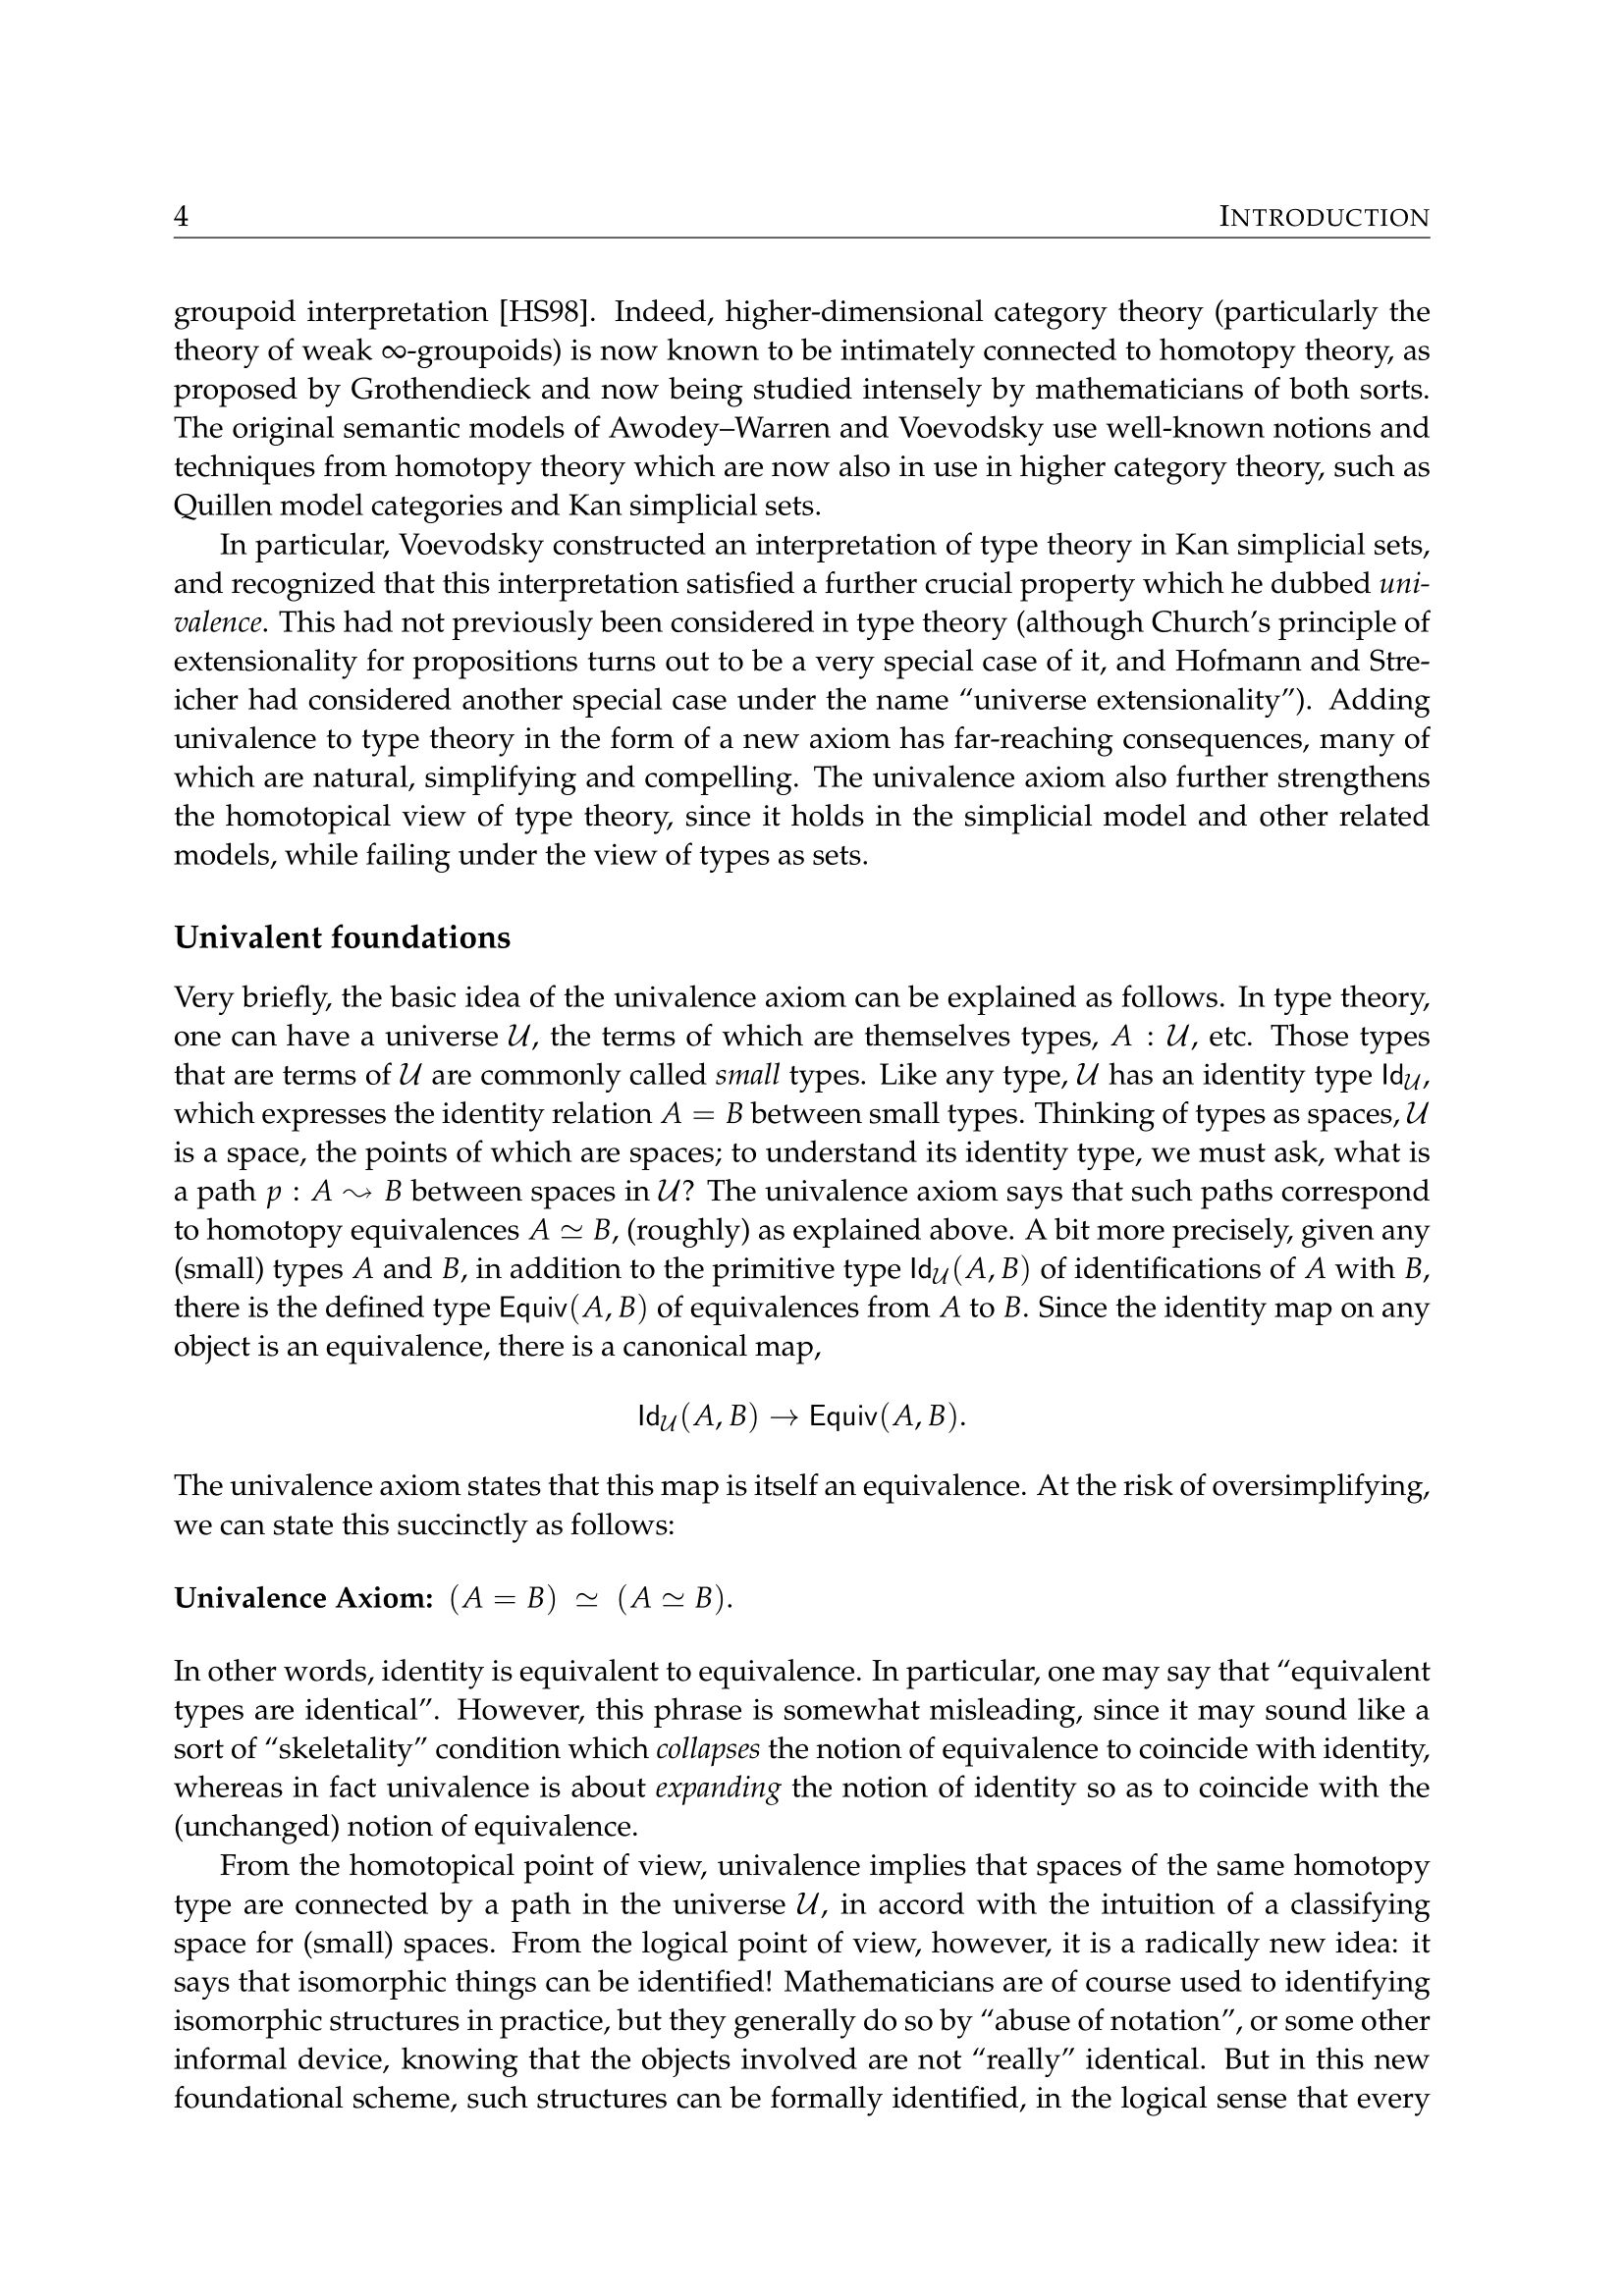 4 INTRODUCTION
groupoid interpretation [HS98]. Indeed, higher-dimensional category theory (particularly the
theory of weak ∞-groupoids) is now known to be intimately connected to homotopy theory, as
proposed by Grothendieck and now being studied intensely by mathematicians of both sorts.
The original semantic models of Awodey–Warren and Voevodsky use well-known notions and
techniques from homotopy theory which are now also in use in higher category theory, such as
Quillen model categories and Kan simplicial sets.
In particular, Voevodsky constructed an interpretation of type theory in Kan simplicial sets,
and recognized that this interpretation satisfied a further crucial property which he dubbed uni-
valence. This had not previously been considered in type theory (although Church’s principle of
extensionality for propositions turns out to be a very special case of it, and Hofmann and Stre-
icher had considered another special case under the name “universe extensionality”). Adding
univalence to type theory in the form of a new axiom has far-reaching consequences, many of
which are natural, simplifying and compelling. The univalence axiom also further strengthens
the homotopical view of type theory, since it holds in the simplicial model and other related
models, while failing under the view of types as sets.
Univalent foundations
Very briefly, the basic idea of the univalence axiom can be explained as follows. In type theory,
one can have a universe 𝒰, the terms of which are themselves types, A : 𝒰, etc. Those types
that are terms of 𝒰 are commonly called small types. Like any type, 𝒰 has an identity type Id𝒰,
which expresses the identity relation A = B between small types. Thinking of types as spaces, 𝒰
is a space, the points of which are spaces; to understand its identity type, we must ask, what is
a path p : A ⇝ B between spaces in 𝒰? The univalence axiom says that such paths correspond
to homotopy equivalences A ≃ B, (roughly) as explained above. A bit more precisely, given any
(small) types A and B, in addition to the primitive type Id𝒰(A, B) of identifications of A with B,
there is the defined type Equiv(A, B) of equivalences from A to B. Since the identity map on any
object is an equivalence, there is a canonical map,
Id𝒰(A, B) → Equiv(A, B).
The univalence axiom states that this map is itself an equivalence. At the risk of oversimplifying,
we can state this succinctly as follows:
Univalence Axiom: (A = B) ≃ (A ≃ B).
In other words, identity is equivalent to equivalence. In particular, one may say that “equivalent
types are identical”. However, this phrase is somewhat misleading, since it may sound like a
sort of “skeletality” condition which collapses the notion of equivalence to coincide with identity,
whereas in fact univalence is about expanding the notion of identity so as to coincide with the
(unchanged) notion of equivalence.
From the homotopical point of view, univalence implies that spaces of the same homotopy
type are connected by a path in the universe 𝒰, in accord with the intuition of a classifying
space for (small) spaces. From the logical point of view, however, it is a radically new idea: it
says that isomorphic things can be identified! Mathematicians are of course used to identifying
isomorphic structures in practice, but they generally do so by “abuse of notation”, or some other
informal device, knowing that the objects involved are not “really” identical. But in this new
foundational scheme, such structures can be formally identified, in the logical sense that every